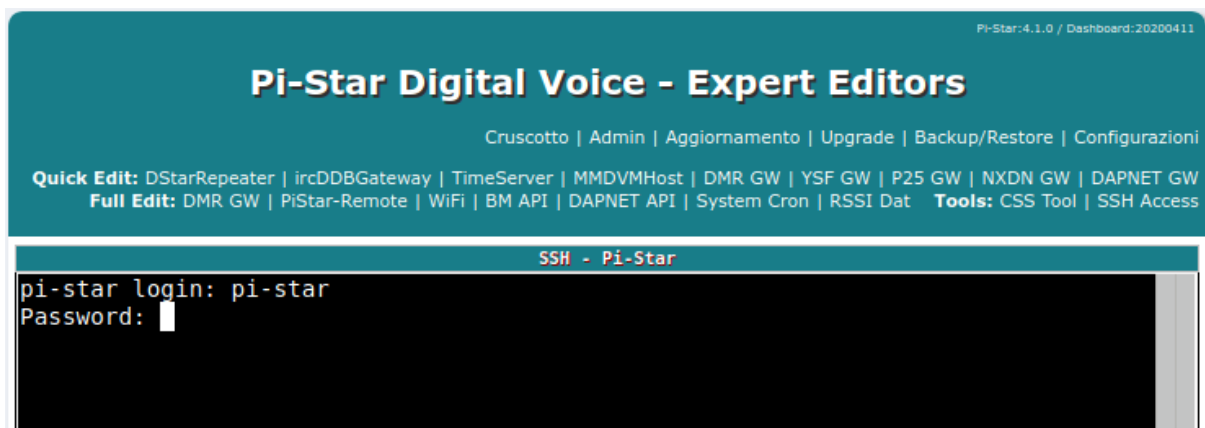 Pi-Star:4.1.0 / Dashboard:20200411
Pi-Star Digital Voice - Expert Editors
Cruscotto | Admin | Aggiornamento | Upgrade | Backup/Restore | Configurazioni
Quick Edit: DStarRepeater | ircDDBGateway | TimeServer | MMDVMHost | DMR GW | YSF GW | P25 GW | NXDN GW | DAPNET GW
Full Edit: DMR GW | PiStar-Remote | WiFi | BM API | DAPNET API | System Cron | RSSI Dat Tools: CSS Tool | SSH Access
SSH - Pi-Star
pi-star login: pi-star
Password: